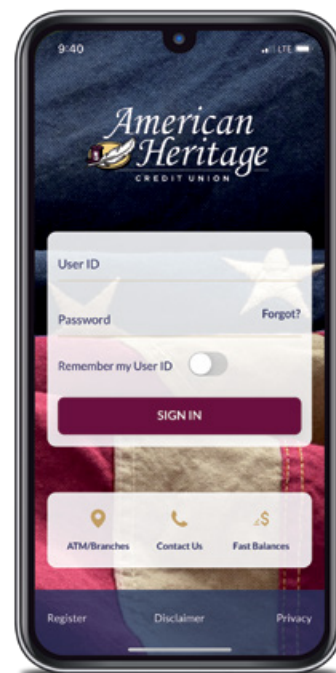 9:40
LTE
American
Heritage
CREDIT UNION
User ID
Password
Forgot?
Remember my User ID
SIGN IN
ATM/Branches
Contact Us
Fast Balances
Register
Disclaimer
Privacy